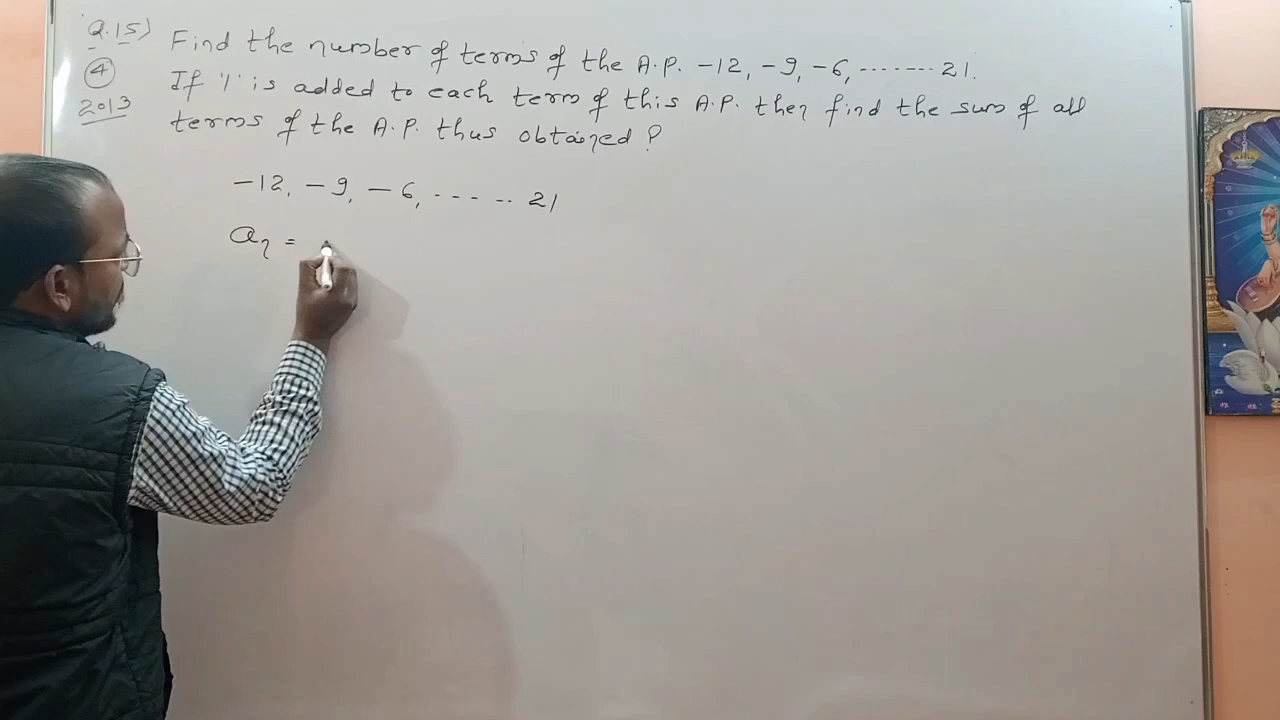 Q.15) Find the number of terms of the A.P. -12, -9, -6, ------- 21.
④ If '1' is added to each term of this A.P. then find the sum of all
2013 terms of the A.P. thus obtained ?
-12, -9, -6, ------ 21
an =